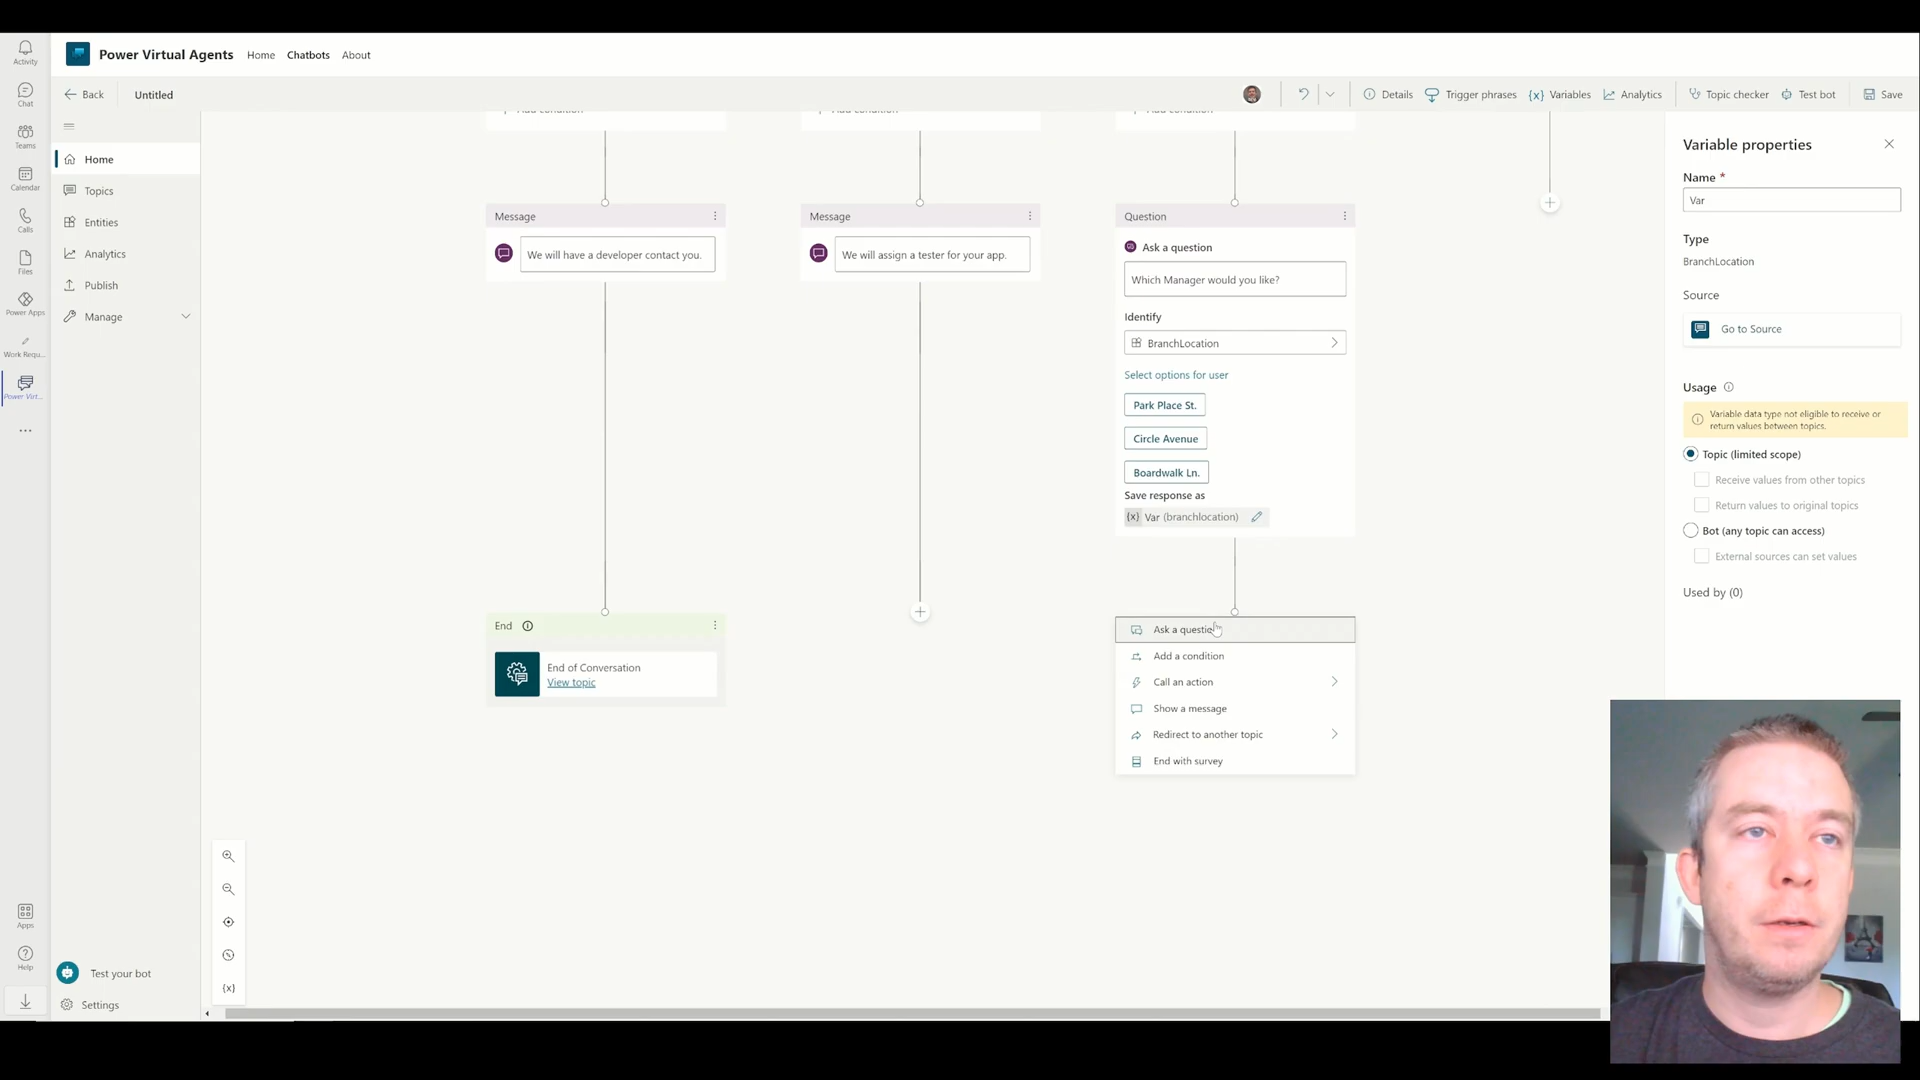 Power Virtual Agents
Home
Chatbots
About
Activity
Chat
Teams
Calendar
Calls
Files
Power Apps
Work Requ...
Power Virt...
Apps
Help
Back
Untitled
Details
Trigger phrases
{x} Variables
Analytics
Topic checker
Test bot
Save
Home
Topics
Entities
Analytics
Publish
Manage
Test your bot
Settings
{x}
Add condition
Add condition
Add condition
Message
We will have a developer contact you.
End
End of Conversation
View topic
Message
We will assign a tester for your app.
Question
Ask a question
Which Manager would you like?
Identify
BranchLocation
Select options for user
Park Place St.
Circle Avenue
Boardwalk Ln.
Save response as
{x} Var (branchlocation)
Ask a question
Add a condition
Call an action
Show a message
Redirect to another topic
End with survey
Variable properties
Name *
Var
Type
BranchLocation
Source
Go to Source
Usage
Variable data type not eligible to receive or
return values between topics.
Topic (limited scope)
Receive values from other topics
Return values to original topics
Bot (any topic can access)
External sources can set values
Used by (0)